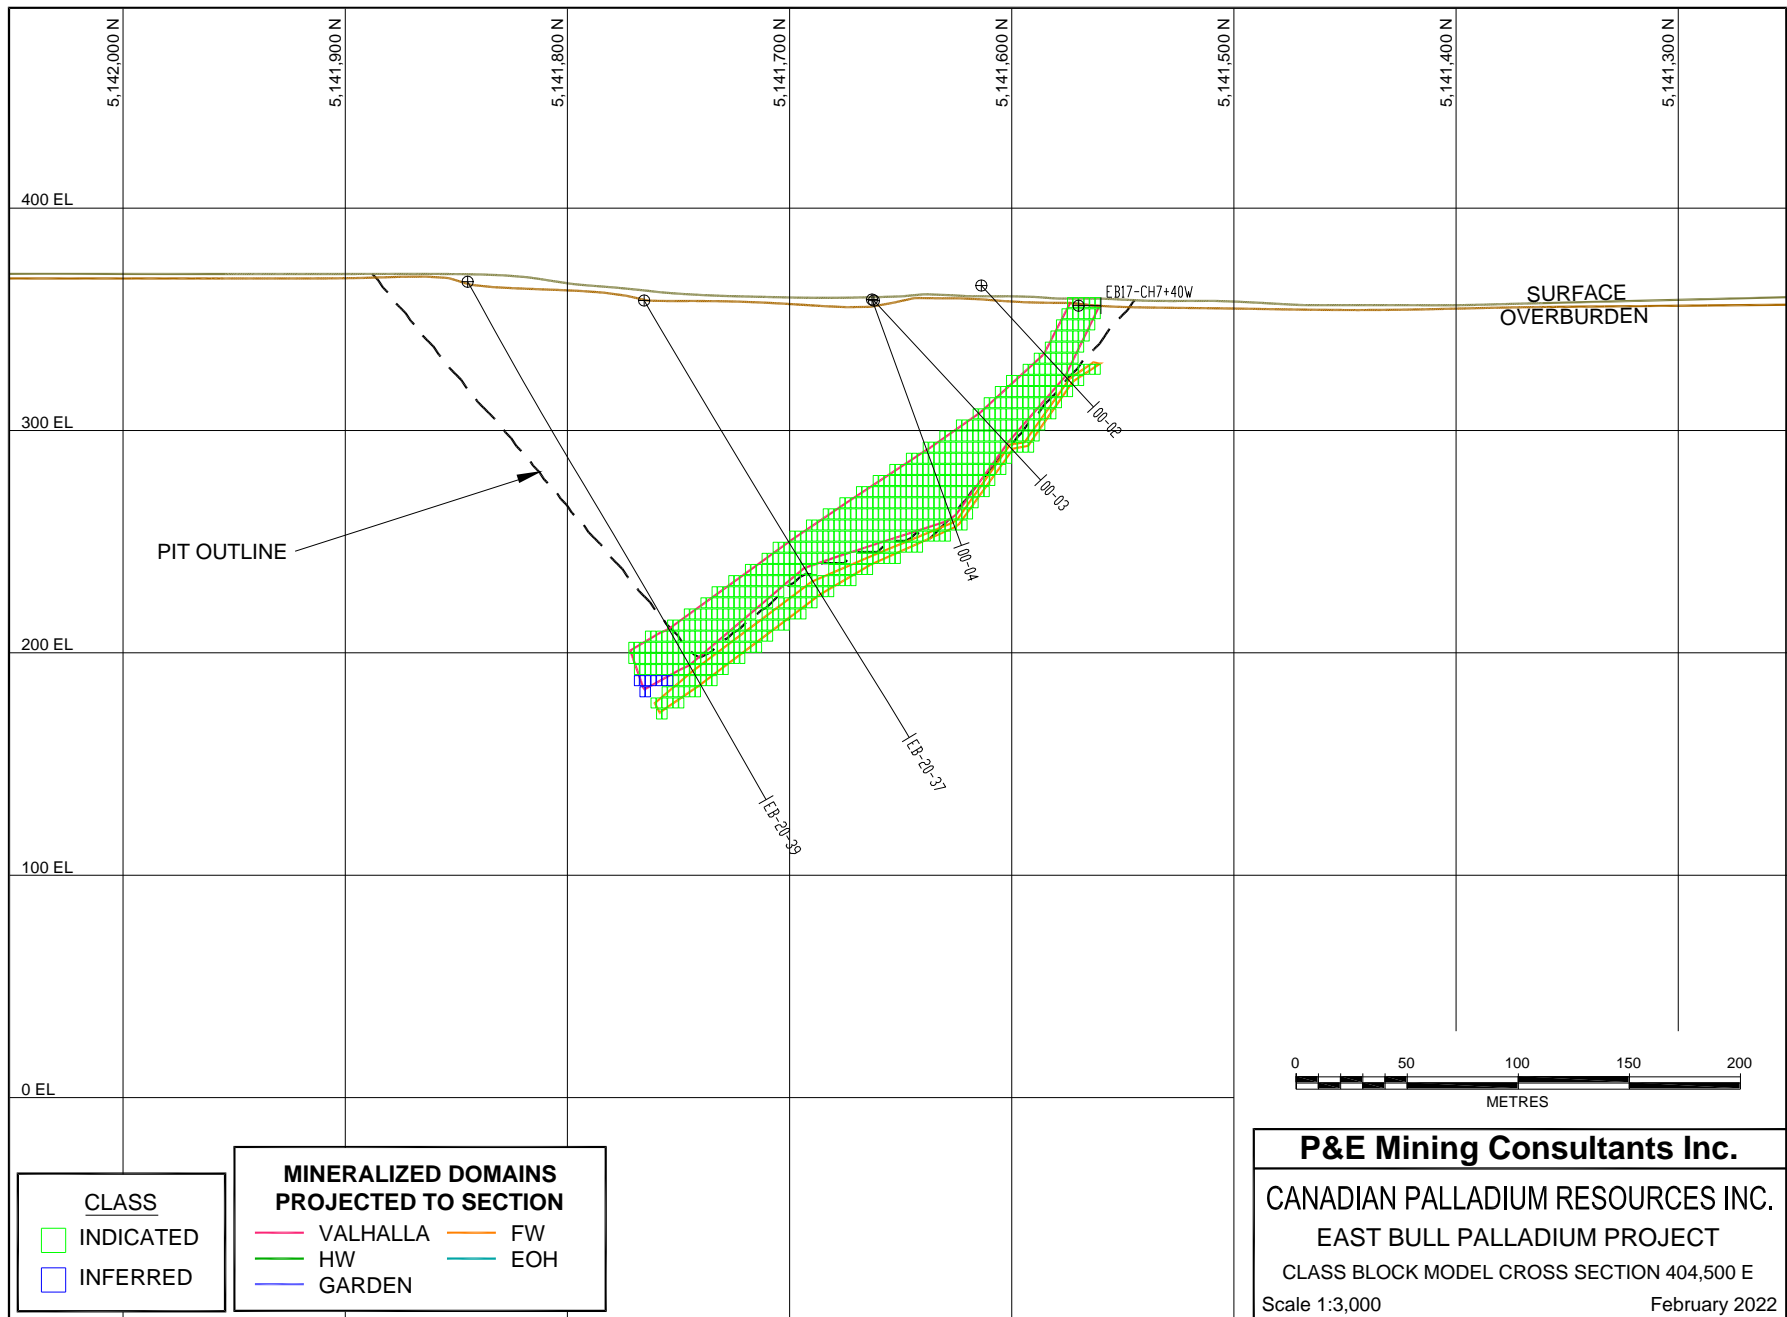 5,142,000 N
5,141,900 N
5,141,800 N
5,141,700 N
5,141,600 N
5,141,500 N
5,141,400 N
5,141,300 N
400 EL
EB17-CH7+40W
SURFACE
OVERBURDEN
300 EL
00-02
00-03
00-04
PIT OUTLINE
200 EL
EB-20-37
EB-20-39
100 EL
0 EL
0 50 100 150 200
METRES
CLASS
INDICATED
INFERRED
MINERALIZED DOMAINS
PROJECTED TO SECTION
VALHALLA FW
HW EOH
GARDEN
P&E Mining Consultants Inc.
CANADIAN PALLADIUM RESOURCES INC.
EAST BULL PALLADIUM PROJECT
CLASS BLOCK MODEL CROSS SECTION 404,500 E
Scale 1:3,000 February 2022